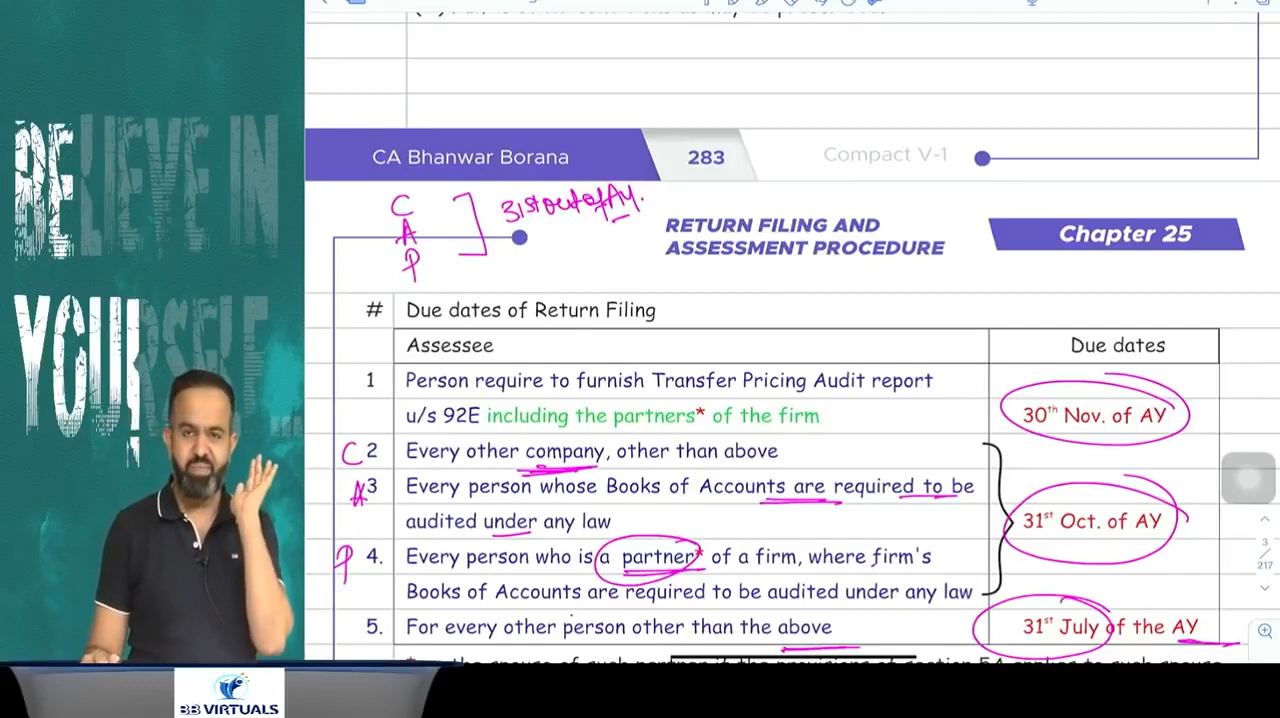 BELIEVE IN
YOURSELF...
CA Bhanwar Borana
283
Compact V-1
C
A
P
31st Oct of AY.
RETURN FILING AND
ASSESSMENT PROCEDURE
Chapter 25
# Due dates of Return Filing
Assessee Due dates
1 Person require to furnish Transfer Pricing Audit report
u/s 92E including the partners* of the firm 30th Nov. of AY
C 2 Every other company, other than above
A 3 Every person whose Books of Accounts are required to be
audited under any law 31st Oct. of AY
P 4. Every person who is a partner* of a firm, where firm's
Books of Accounts are required to be audited under any law
5. For every other person other than the above 31st July of the AY
3
/
217
BB VIRTUALS